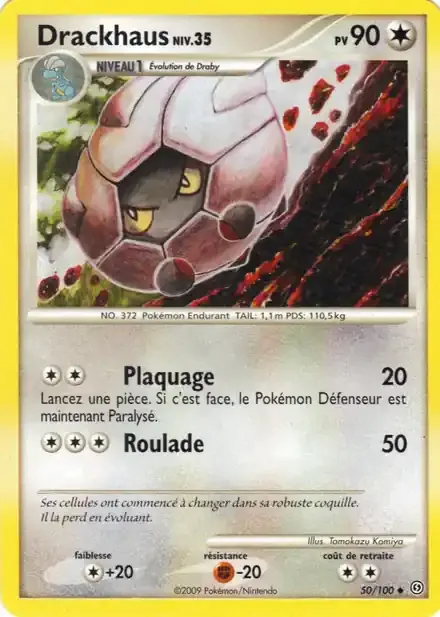 Drackhaus NIV.35 PV 90
NIVEAU 1 Évolution de Draby
NO. 372 Pokémon Endurant TAIL: 1,1m PDS: 110,5kg
Plaquage 20
Lancez une pièce. Si c'est face, le Pokémon Défenseur est
maintenant Paralysé.
Roulade 50
Ses cellules ont commencé à changer dans sa robuste coquille.
Il la perd en évoluant.
Illus. Tomokazu Komiya
faiblesse résistance coût de retraite
+20 -20
©2009 Pokémon/Nintendo 50/100